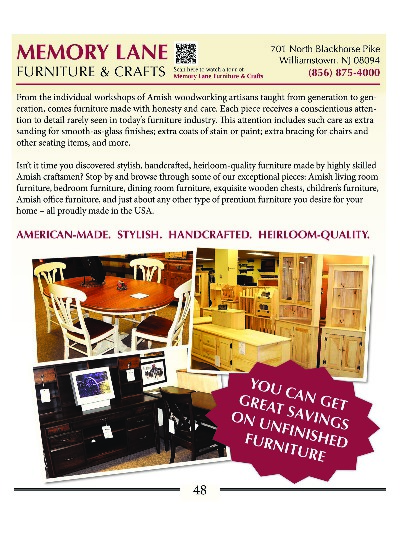 MEMORY LANE
FURNITURE & CRAFTS
Scan here to watch a tour of
Memory Lane Furniture & Crafts
701 North Blackhorse Pike
Williamstown, NJ 08094
(856) 875-4000
From the individual workshops of Amish woodworking artisans taught from generation to gen-
eration, comes furniture made with honesty and care. Each piece receives a conscientious atten-
tion to detail rarely seen in today's furniture industry. This attention includes such care as extra
sanding for smooth-as-glass finishes; extra coats of stain or paint; extra bracing for chairs and
other seating items, and more.
Isn't it time you discovered stylish, handcrafted, heirloom-quality furniture made by highly skilled
Amish craftsmen? Stop by and browse through some of our exceptional pieces: Amish living room
furniture, bedroom furniture, dining room furniture, exquisite wooden chests, children's furniture,
Amish office furniture, and just about any other type of premium furniture you desire for your
home – all proudly made in the USA.
AMERICAN-MADE. STYLISH. HANDCRAFTED. HEIRLOOM-QUALITY.
YOU CAN GET
GREAT SAVINGS
ON UNFINISHED
FURNITURE
48